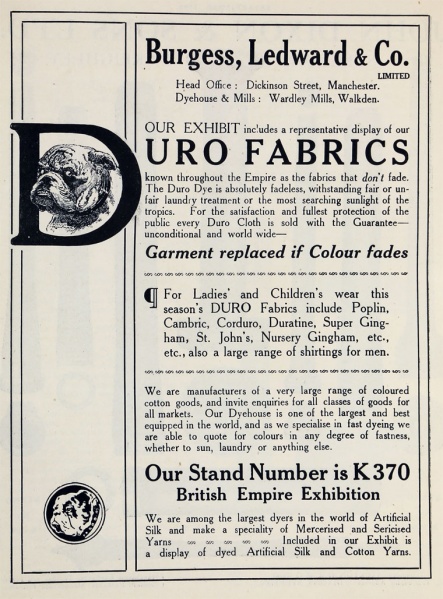 Burgess, Ledward & Co.
LIMITED
Head Office : Dickinson Street, Manchester.
Dyehouse & Mills : Wardley Mills, Walkden.
OUR EXHIBIT includes a representative display of our
DURO FABRICS
known throughout the Empire as the fabrics that don't fade.
The Duro Dye is absolutely fadeless, withstanding fair or un-
fair laundry treatment or the most searching sunlight of the
tropics. For the satisfaction and fullest protection of the
public every Duro Cloth is sold with the Guarantee—
unconditional and world wide—
Garment replaced if Colour fades
¶ For Ladies' and Children's wear this
season's DURO Fabrics include Poplin,
Cambric, Corduro, Duratine, Super Ging-
ham, St. John's, Nursery Gingham, etc.,
etc., also a large range of shirtings for men.
We are manufacturers of a very large range of coloured
cotton goods, and invite enquiries for all classes of goods for
all markets. Our Dyehouse is one of the largest and best
equipped in the world, and as we specialise in fast dyeing we
are able to quote for colours in any degree of fastness,
whether to sun, laundry or anything else.
Our Stand Number is K 370
British Empire Exhibition
We are among the largest dyers in the world of Artificial
Silk and make a speciality of Mercerised and Sericised
Yarns Included in our Exhibit is
a display of dyed Artificial Silk and Cotton Yarns.